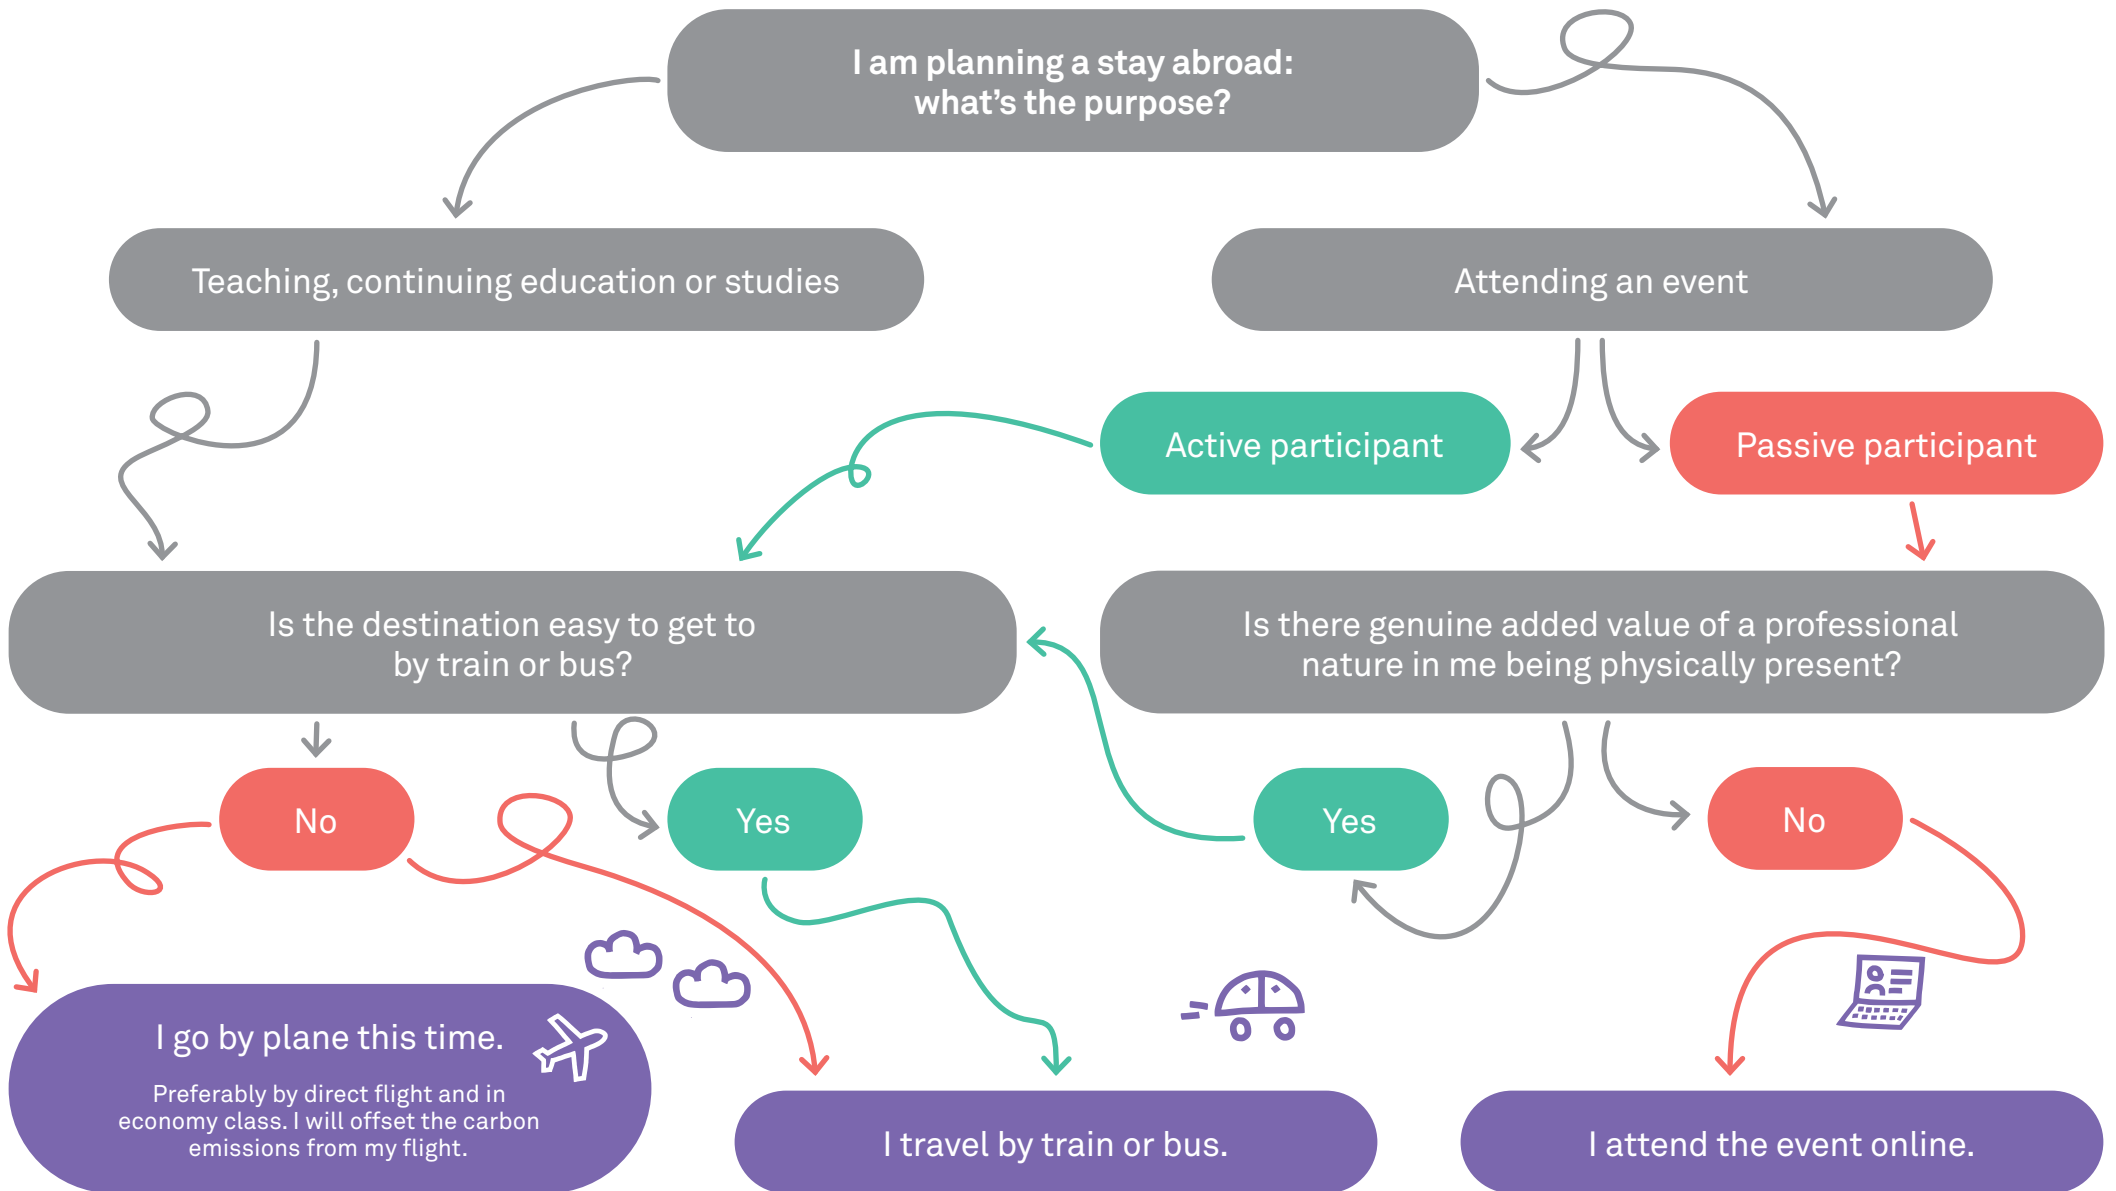 I am planning a stay abroad:
what’s the purpose?
Teaching, continuing education or studies
Attending an event
Active participant
Passive participant
Is the destination easy to get to
by train or bus?
Is there genuine added value of a professional
nature in me being physically present?
No
Yes
Yes
No
I go by plane this time.
Preferably by direct flight and in
economy class. I will offset the carbon
emissions from my flight.
I travel by train or bus.
I attend the event online.